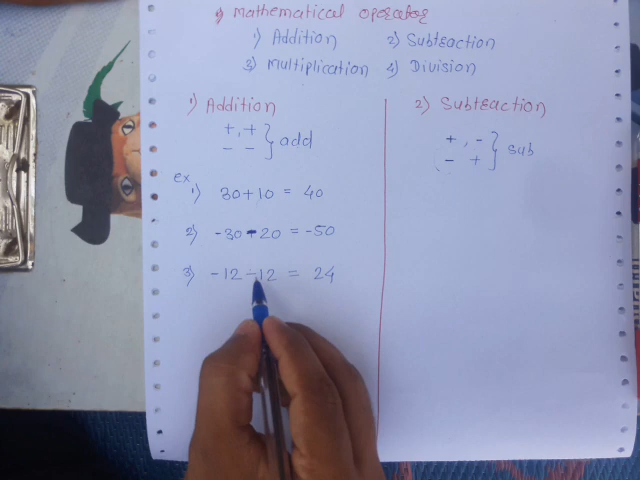 *) Mathematical operator
1) Addition 2) Subtraction
3) Multiplication 4) Division
1) Addition
+, +
- - } add
ex
1) 30+10 = 40
2) -30-20 = -50
3) -12-12 = 24
2) Subtraction
+, -
- + } sub